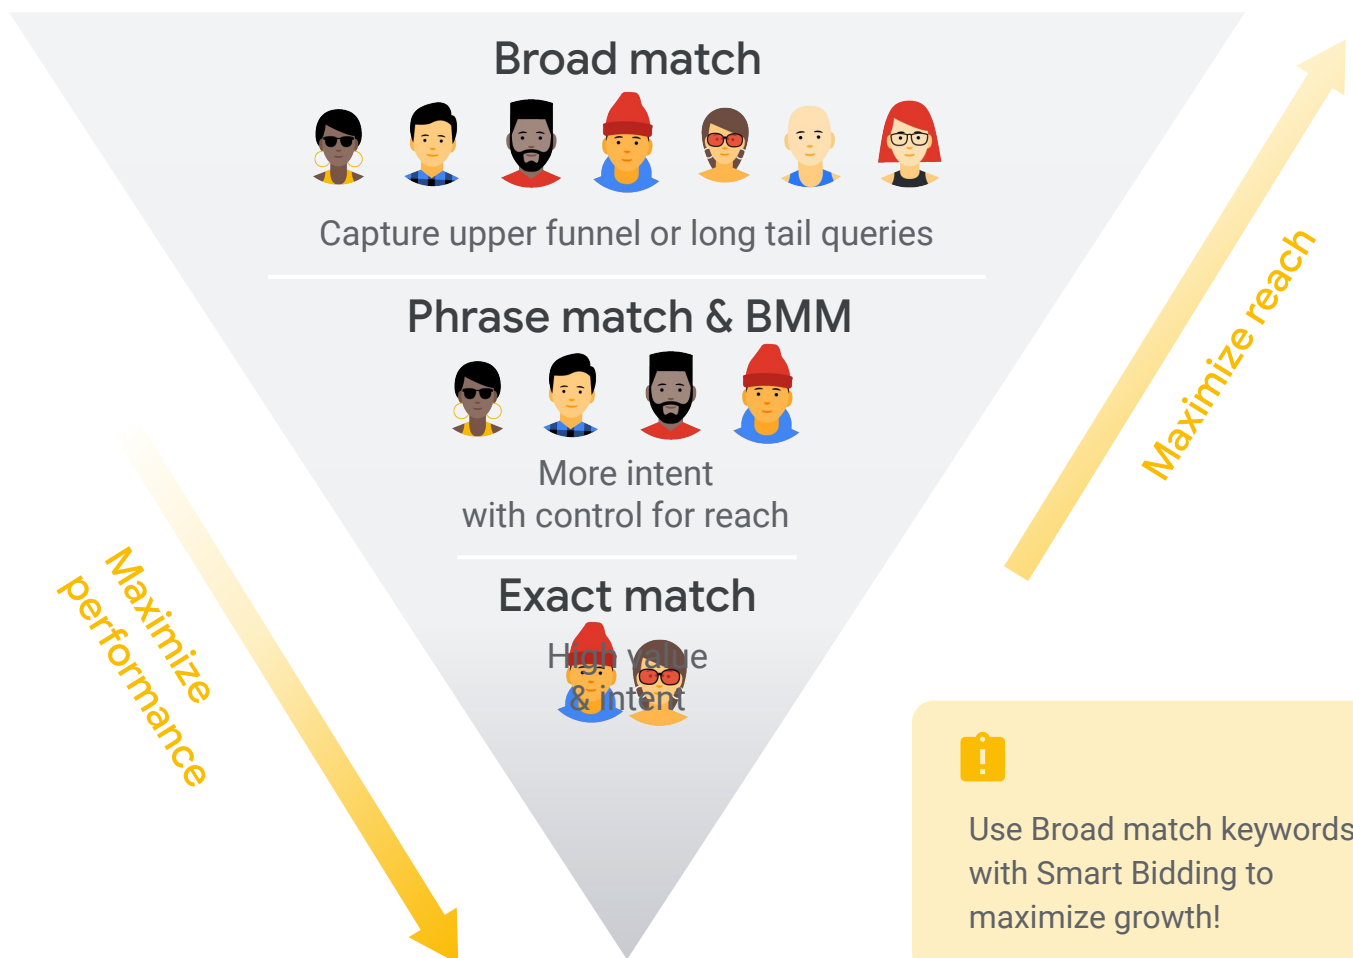 Broad match
Capture upper funnel or long tail queries
Phrase match & BMM
More intent
with control for reach
Exact match
High value
& intent
Maximize
performance
Maximize reach
!
Use Broad match keywords
with Smart Bidding to
maximize growth!